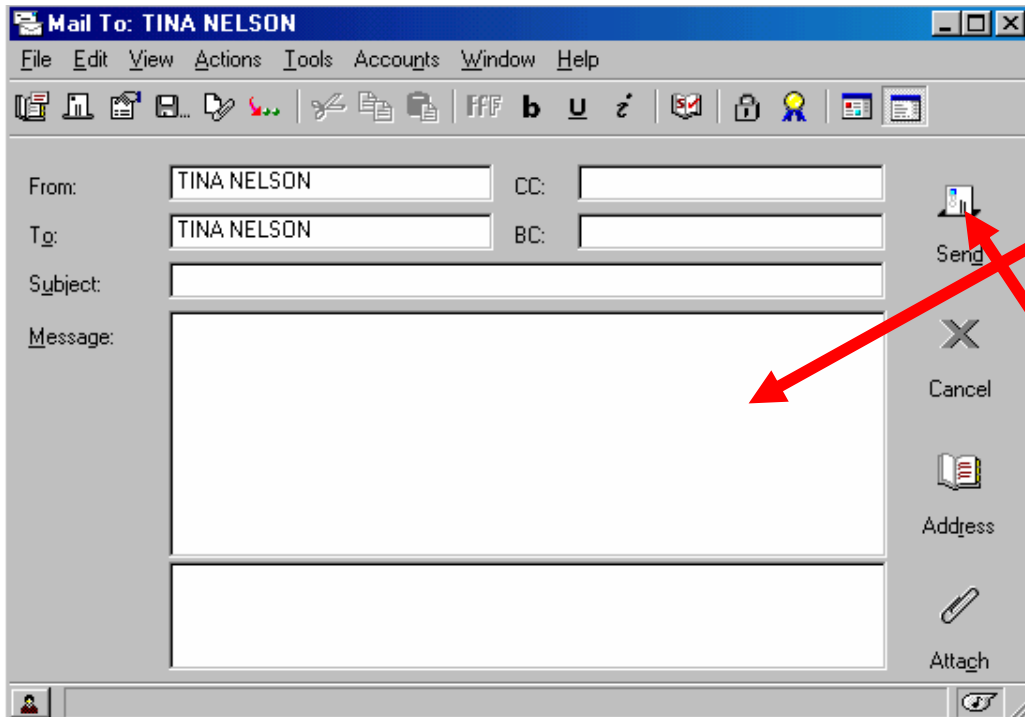 Mail To: TINA NELSON
File Edit View Actions Tools Accounts Window Help
b U i
From: TINA NELSON CC:
To: TINA NELSON BC:
Subject:
Message:
Send
Cancel
Address
Attach